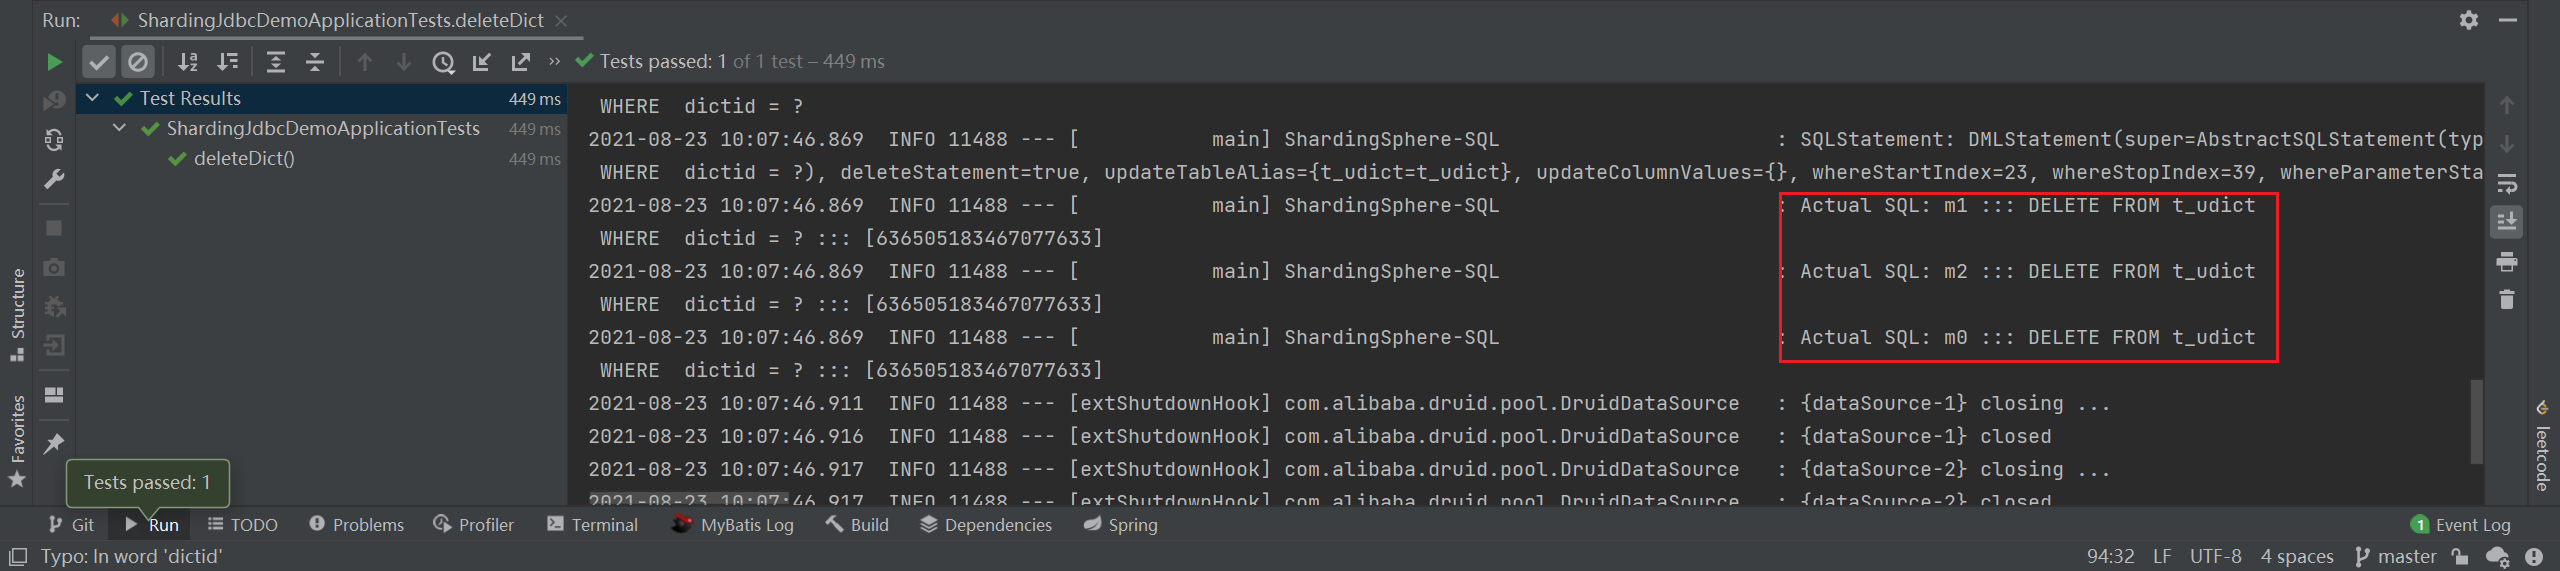 Run: ShardingJdbcDemoApplicationTests.deleteDict
Tests passed: 1 of 1 test – 449 ms
Test Results 449 ms
ShardingJdbcDemoApplicationTests 449 ms
deleteDict() 449 ms
WHERE  dictid = ?
2021-08-23 10:07:46.869  INFO 11488 --- [           main] ShardingSphere-SQL                       : SQLStatement: DMLStatement(super=AbstractSQLStatement(typ
WHERE  dictid = ?), deleteStatement=true, updateTableAlias={t_udict=t_udict}, updateColumnValues={}, whereStartIndex=23, whereStopIndex=39, whereParameterSta
2021-08-23 10:07:46.869  INFO 11488 --- [           main] ShardingSphere-SQL                       : Actual SQL: m1 ::: DELETE FROM t_udict
WHERE  dictid = ? ::: [636505183467077633]
2021-08-23 10:07:46.869  INFO 11488 --- [           main] ShardingSphere-SQL                       : Actual SQL: m2 ::: DELETE FROM t_udict
WHERE  dictid = ? ::: [636505183467077633]
2021-08-23 10:07:46.869  INFO 11488 --- [           main] ShardingSphere-SQL                       : Actual SQL: m0 ::: DELETE FROM t_udict
WHERE  dictid = ? ::: [636505183467077633]
2021-08-23 10:07:46.911  INFO 11488 --- [extShutdownHook] com.alibaba.druid.pool.DruidDataSource   : {dataSource-1} closing ...
2021-08-23 10:07:46.916  INFO 11488 --- [extShutdownHook] com.alibaba.druid.pool.DruidDataSource   : {dataSource-1} closed
2021-08-23 10:07:46.917  INFO 11488 --- [extShutdownHook] com.alibaba.druid.pool.DruidDataSource   : {dataSource-2} closing ...
2021-08-23 10:07:46.917  INFO 11488 --- [extShutdownHook] com.alibaba.druid.pool.DruidDataSource   : {dataSource-2} closed
Structure
Favorites
leetcode
Tests passed: 1
Git Run TODO Problems Profiler Terminal MyBatis Log Build Dependencies Spring 1 Event Log
Typo: In word 'dictid' 94:32 LF UTF-8 4 spaces master